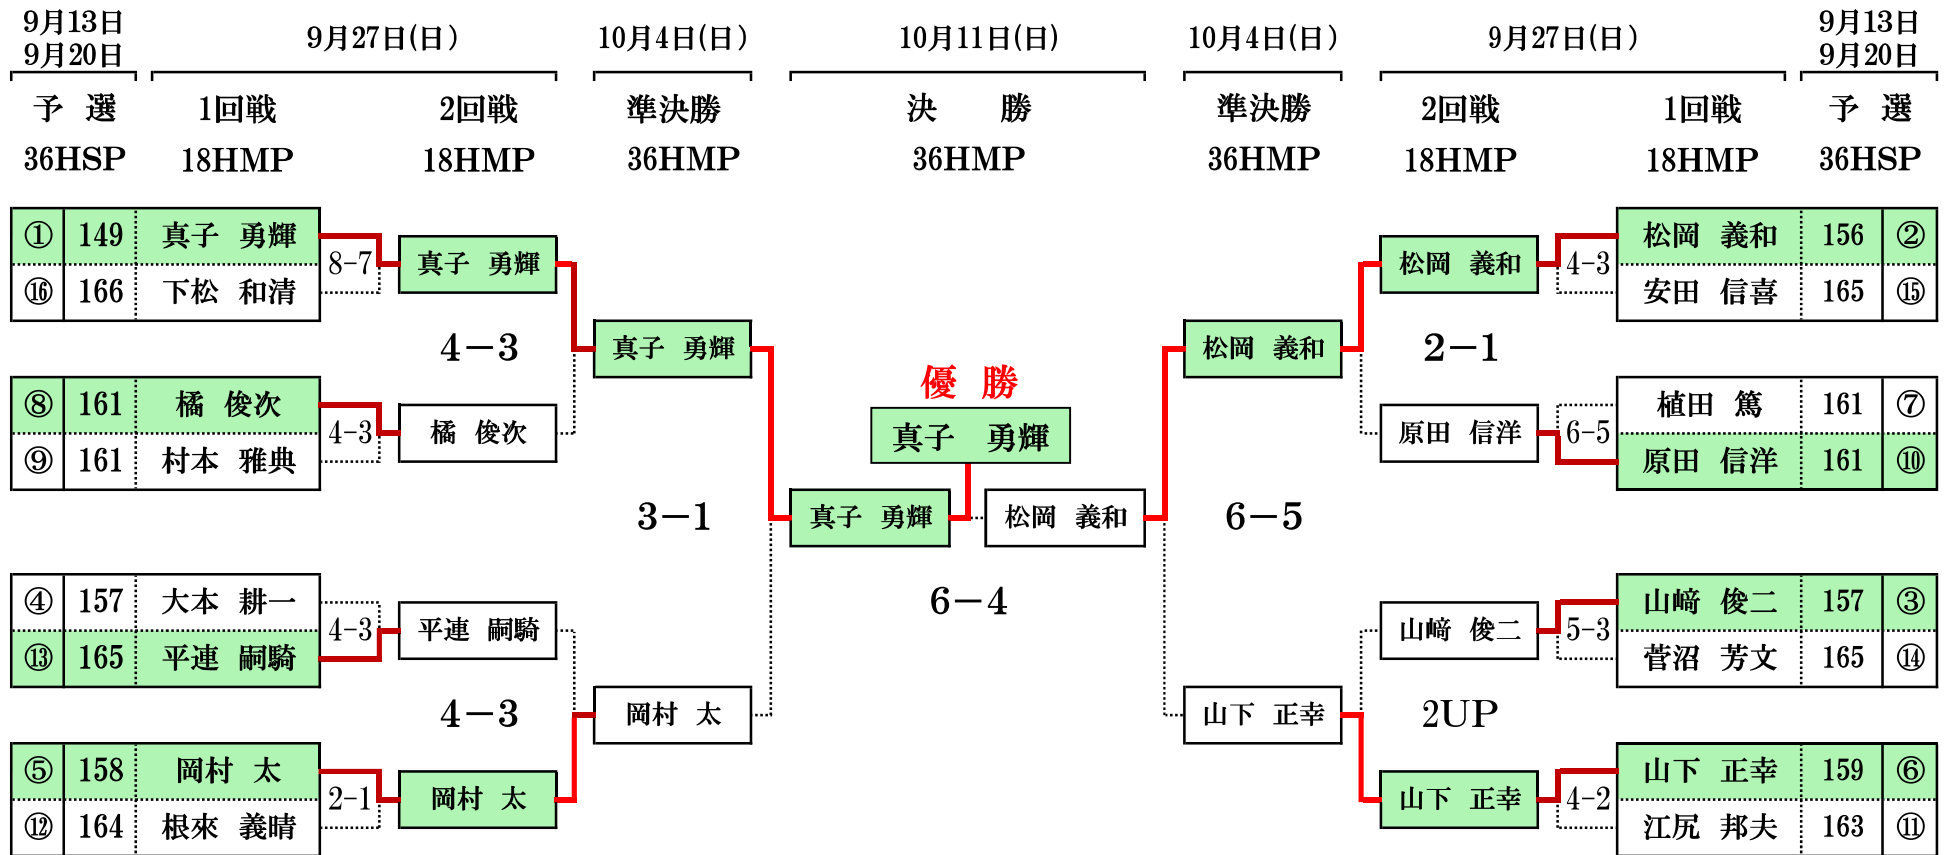 9月13日
9月20日
9月27日(日)
10月4日(日)
10月11日(日)
10月4日(日)
9月27日(日)
9月13日
9月20日
予 選
1回戦
2回戦
準決勝
決 勝
準決勝
2回戦
1回戦
予 選
36HSP
18HMP
18HMP
36HMP
36HMP
36HMP
18HMP
18HMP
36HSP
① 149 真子 勇輝
8-7
⑯ 166 下松 和清
真子 勇輝
4-3
⑧ 161 橘 俊次
4-3
⑨ 161 村本 雅典
橘 俊次
真子 勇輝
3-1
④ 157 大本 耕一
4-3
⑬ 165 平連 嗣騎
平連 嗣騎
4-3
⑤ 158 岡村 太
2-1
⑫ 164 根來 義晴
岡村 太
岡村 太
優 勝
真子 勇輝
真子 勇輝
松岡 義和
6-4
松岡 義和
6-5
山下 正幸
松岡 義和
2-1
原田 信洋
山﨑 俊二
2UP
山下 正幸
松岡 義和 156 ②
4-3
安田 信喜 165 ⑮
植田 篤 161 ⑦
6-5
原田 信洋 161 ⑩
山﨑 俊二 157 ③
5-3
菅沼 芳文 165 ⑭
山下 正幸 159 ⑥
4-2
江尻 邦夫 163 ⑪